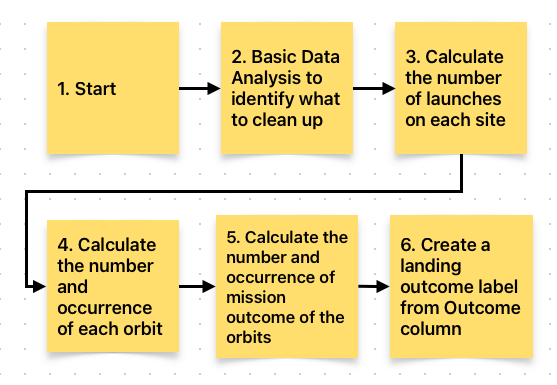 1. Start
2. Basic Data
Analysis to
identify what
to clean up
3. Calculate
the number
of launches
on each site
4. Calculate
the number
and
occurrence
of each orbit
5. Calculate the
number and
occurrence of
mission
outcome of the
orbits
6. Create a
landing
outcome label
from Outcome
column